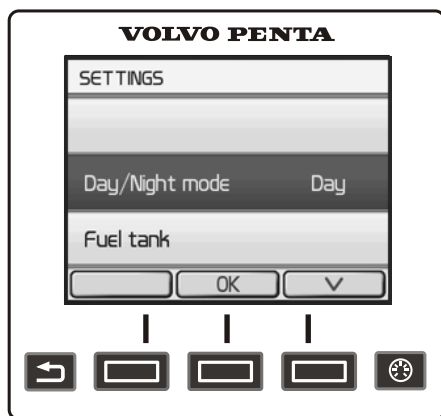 VOLVO PENTA
SETTINGS
Day/Night mode Day
Fuel tank
OK